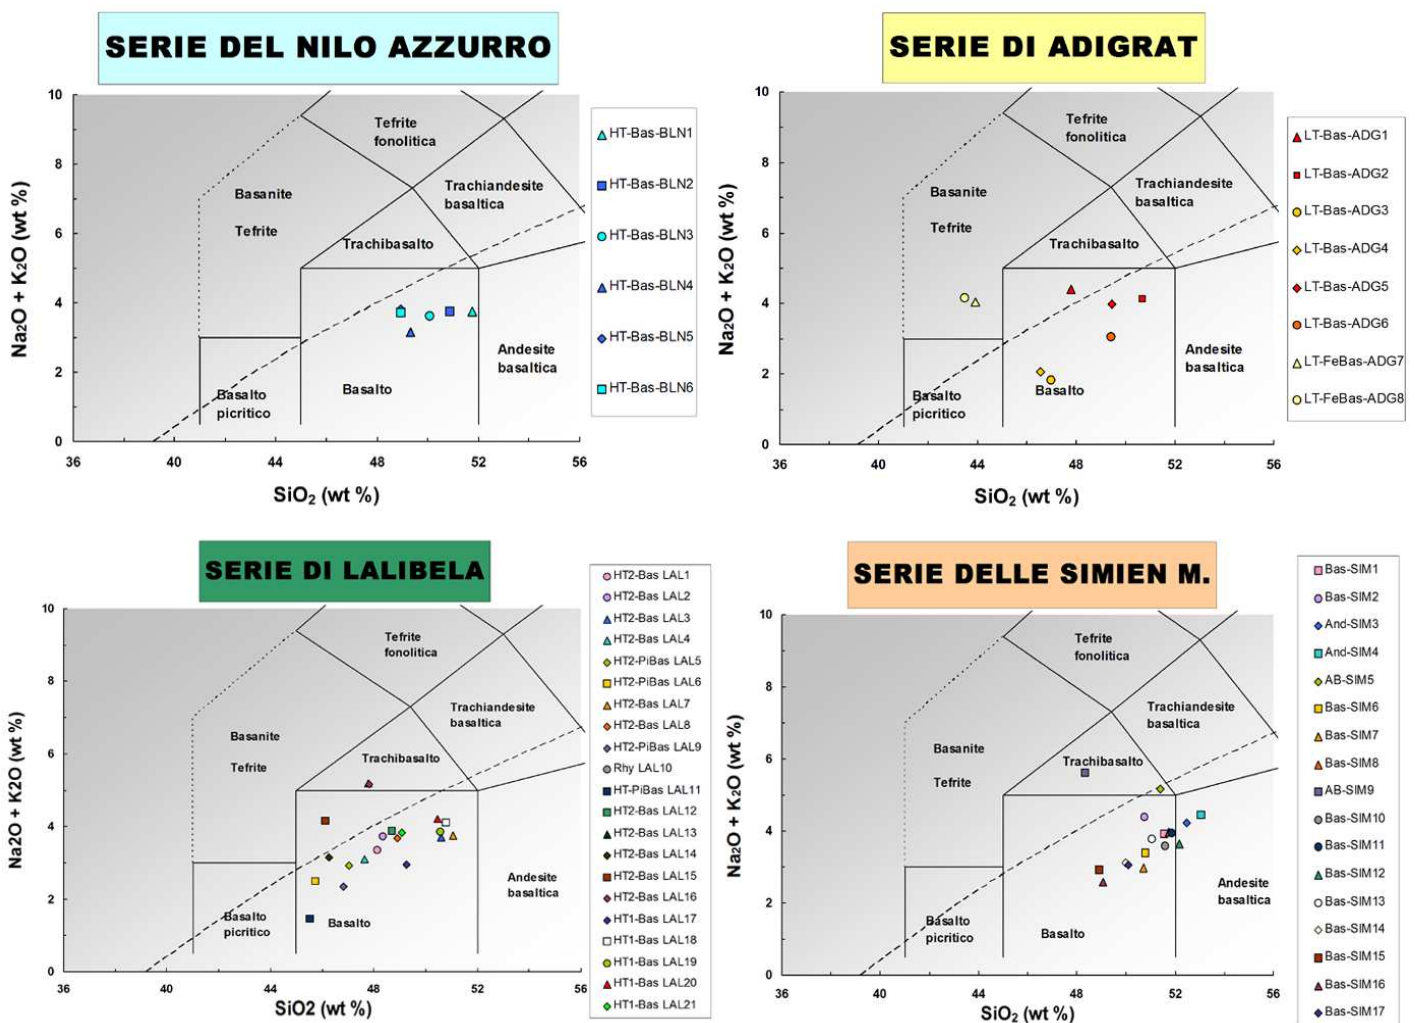 SERIE DEL NILO AZZURRO
10
8
6
4
2
0
Na₂O + K₂O (wt %)
Tefrite
fonolitica
Basanite
Tefrite
Trachiandesite
basaltica
Trachibasalto
Basalto
picritico
Basalto
Andesite
basaltica
36
40
44
48
52
56
SiO₂ (wt %)
HT-Bas-BLN1
HT-Bas-BLN2
HT-Bas-BLN3
HT-Bas-BLN4
HT-Bas-BLN5
HT-Bas-BLN6
SERIE DI ADIGRAT
10
8
6
4
2
0
Na₂O + K₂O (wt %)
Tefrite
fonolitica
Basanite
Tefrite
Trachiandesite
basaltica
Trachibasalto
Basalto
picritico
Basalto
Andesite
basaltica
36
40
44
48
52
56
SiO₂ (wt %)
LT-Bas-ADG1
LT-Bas-ADG2
LT-Bas-ADG3
LT-Bas-ADG4
LT-Bas-ADG5
LT-Bas-ADG6
LT-FeBas-ADG7
LT-FeBas-ADG8
SERIE DI LALIBELA
10
8
6
4
2
0
Na2O + K2O (wt %)
Tefrite
fonolitica
Basanite
Tefrite
Trachiandesite
basaltica
Trachibasalto
Basalto
picritico
Basalto
Andesite
basaltica
36
40
44
48
52
56
SiO2 (wt %)
HT2-Bas LAL1
HT2-Bas LAL2
HT2-Bas LAL3
HT2-Bas LAL4
HT2-PiBas LAL5
HT2-PiBas LAL6
HT2-Bas LAL7
HT2-Bas LAL8
HT2-PiBas LAL9
Rhy LAL10
HT-PiBas LAL11
HT2-Bas LAL12
HT2-Bas LAL13
HT2-Bas LAL14
HT2-Bas LAL15
HT2-Bas LAL16
HT1-Bas LAL17
HT1-Bas LAL18
HT1-Bas LAL19
HT1-Bas LAL20
HT1-Bas LAL21
SERIE DELLE SIMIEN M.
10
8
6
4
2
0
Na₂O + K₂O (wt %)
Tefrite
fonolitica
Basanite
Tefrite
Trachiandesite
basaltica
Trachibasalto
Basalto
picritico
Basalto
Andesite
basaltica
36
40
44
48
52
56
SiO₂ (wt %)
Bas-SIM1
Bas-SIM2
And-SIM3
And-SIM4
AB-SIM5
Bas-SIM6
Bas-SIM7
Bas-SIM8
AB-SIM9
Bas-SIM10
Bas-SIM11
Bas-SIM12
Bas-SIM13
Bas-SIM14
Bas-SIM15
Bas-SIM16
Bas-SIM17